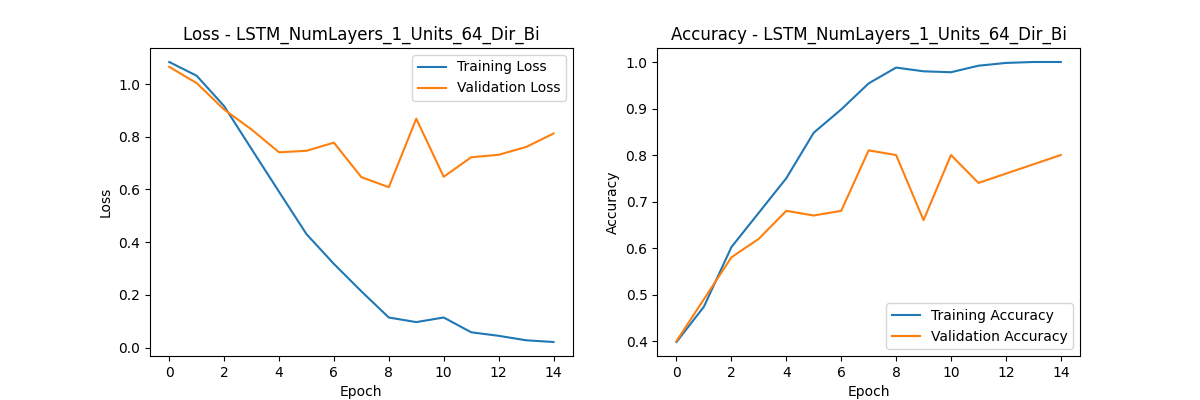 Loss - LSTM_NumLayers_1_Units_64_Dir_Bi
Training Loss
Validation Loss
1.0
0.8
0.6
0.4
0.2
0.0
Loss
0 2 4 6 8 10 12 14
Epoch
Accuracy - LSTM_NumLayers_1_Units_64_Dir_Bi
1.0
0.9
0.8
0.7
0.6
0.5
0.4
Accuracy
Training Accuracy
Validation Accuracy
0 2 4 6 8 10 12 14
Epoch